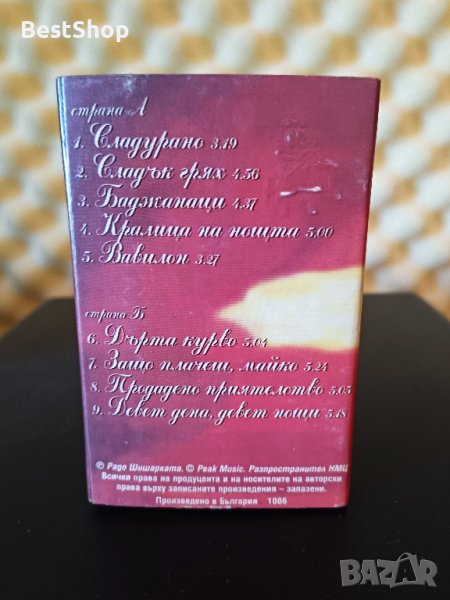 BestShop
страна А
1. Сладурано 3.19
2. Сладък грях 4.56
3. Баджанаци 4.37
4. Кралица на нощта 5.00
5. Вавилон 3.27
страна Б
6. Дърта курво 5.04
7. Защо плачеш, майко 5.24
8. Продадено приятелство 5.05
9. Девет дена, девет нощи 5.18
℗ Радо Шишарката. © Peak Music. Разпространител НМЦ
Всички права на продуцента и на носителите на авторски
права върху записаните произведения – запазени.
Произведено в България 1086
BAZAR